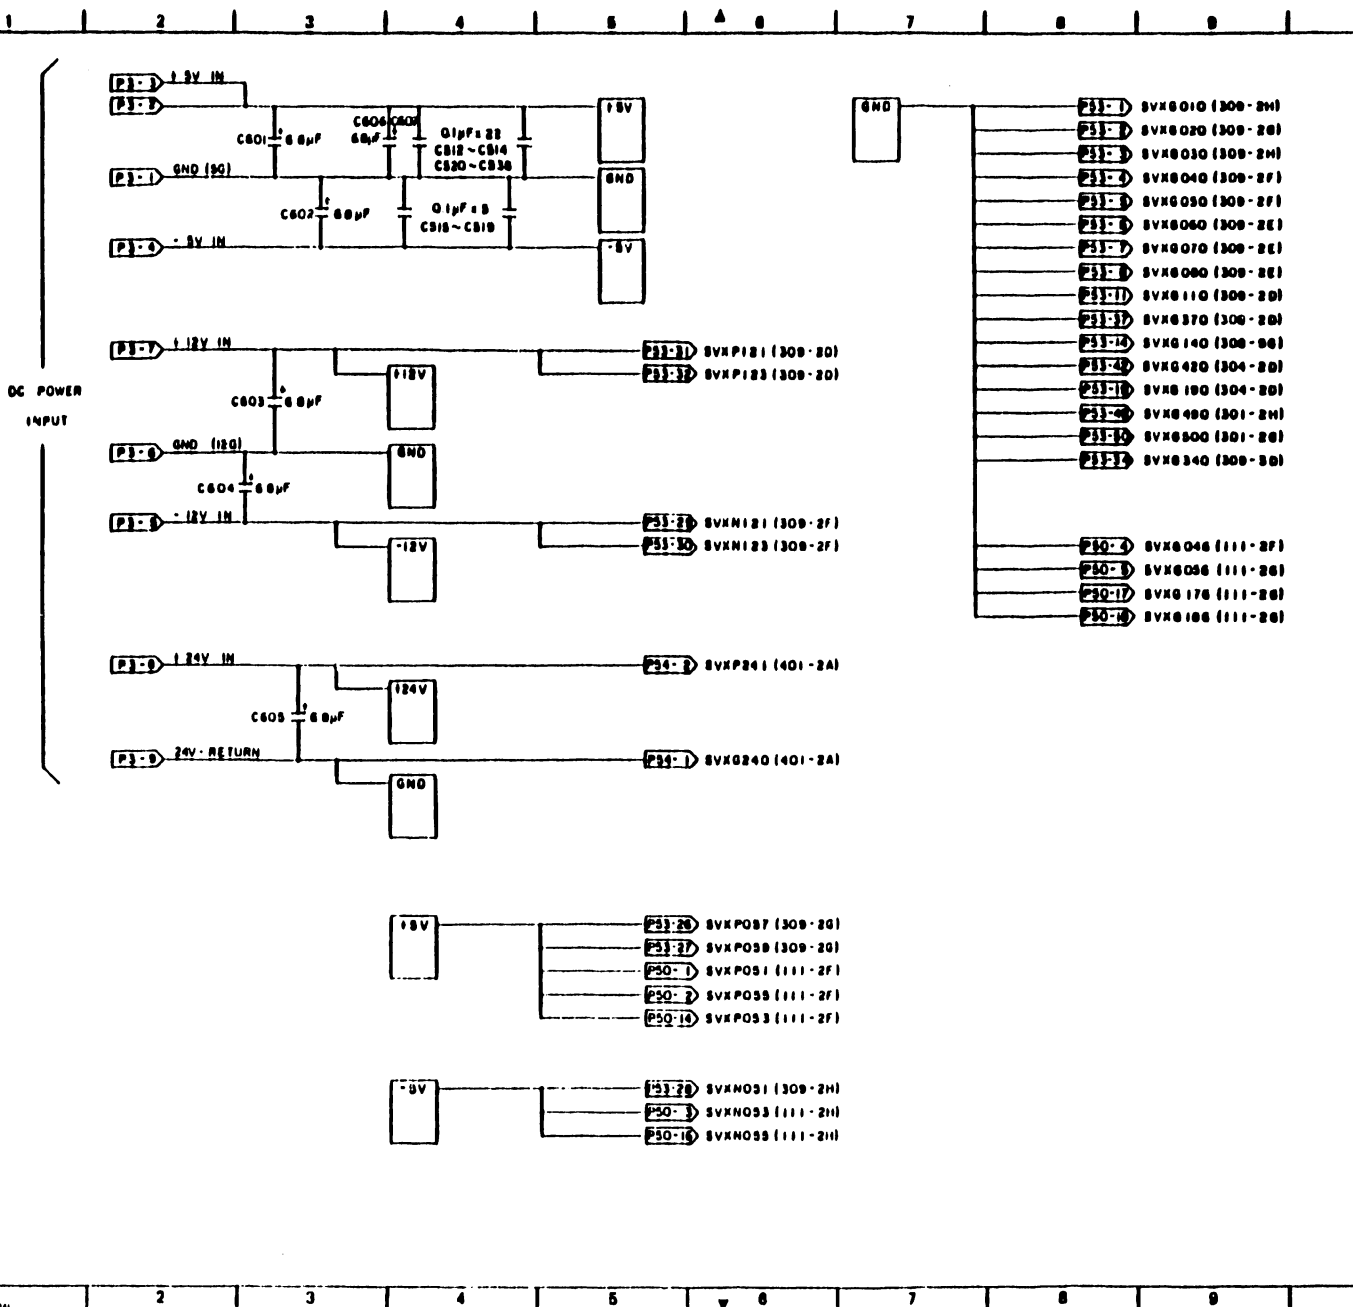 1 2 3 4 5 6 7 8 9
P3-3 +5V IN
P3-2
C601 6.8µF
C606 C607
68µF
0.1µF x 22
C512~C514
C520~C538
+5V
P3-1 GND (5G)
GND
C602 68µF
0.1µF x 5
C515~C519
P3-4 -5V IN
-5V
DC POWER
INPUT
P3-7 +12V IN
P53-31 SVXP121 (309-2D)
P53-32 SVXP123 (309-2D)
+12V
C603 6.8µF
P3-6 GND (12G)
GND
C604 6.8µF
P3-5 -12V IN
P53-29 SVXN121 (309-2F)
P53-30 SVXN123 (309-2F)
-12V
P3-8 +24V IN
P54-2 SVXP241 (401-2A)
+24V
C605 6.8µF
P3-9 24V-RETURN
P54-1 SVXG240 (401-2A)
GND
+5V
P53-26 SVXP057 (309-2G)
P53-27 SVXP059 (309-2G)
P50-1 SVXP051 (111-2F)
P50-2 SVXP055 (111-2F)
P50-14 SVXP053 (111-2F)
-5V
P53-28 SVXN051 (309-2H)
P50-3 SVXN053 (111-2H)
SVXN055 (111-2H)
GND
P53-1 SVXG010 (309-2H)
P53-2 SVXG020 (309-2G)
P53-3 SVXG030 (309-2H)
P53-4 SVXG040 (309-2F)
P53-5 SVXG050 (309-2F)
P53-6 SVXG060 (309-2E)
P53-7 SVXG070 (309-2E)
P53-8 SVXG080 (309-2E)
P53-11 SVXG110 (309-2D)
P53-37 SVXG370 (309-2D)
P53-14 SVXG140
P53-42 SVXG420 (304-2D)
P53-19 SVXG190 (304-2D)
P53-49 SVXG490 (301-2H)
P53-50 SVXG500 (301-2G)
P53-34 SVXG340 (309-3D)
P50-4 SVXG046 (111-2F)
P50-5 SVXG056 (111-2G)
P50-17 SVXG176 (111-2G)
SVXG186 (111-2G)
2 3 4 5 6 7 8 9